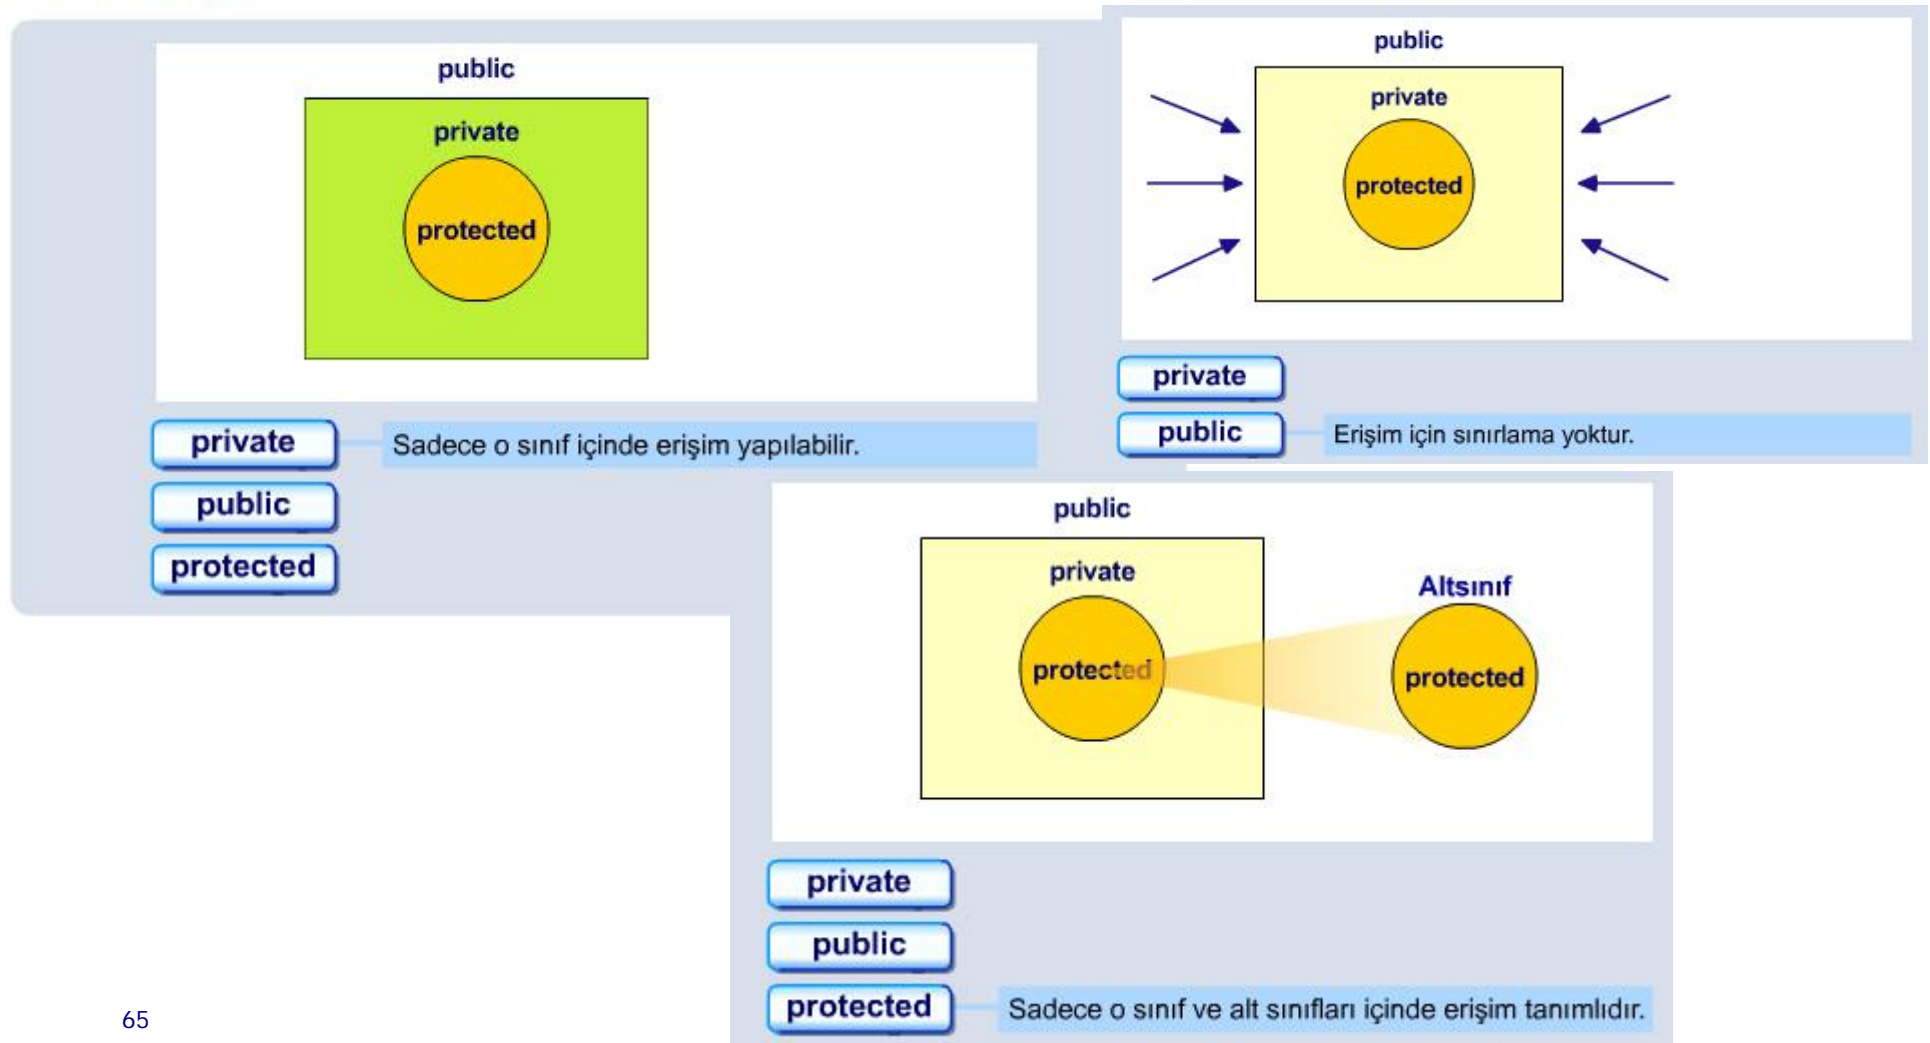 public
private
protected
private
Sadece o sınıf içinde erişim yapılabilir.
public
protected
public
private
protected
private
public
Erişim için sınırlama yoktur.
public
private
protected
Altsınıf
protected
private
public
protected
Sadece o sınıf ve alt sınıfları içinde erişim tanımlıdır.
65